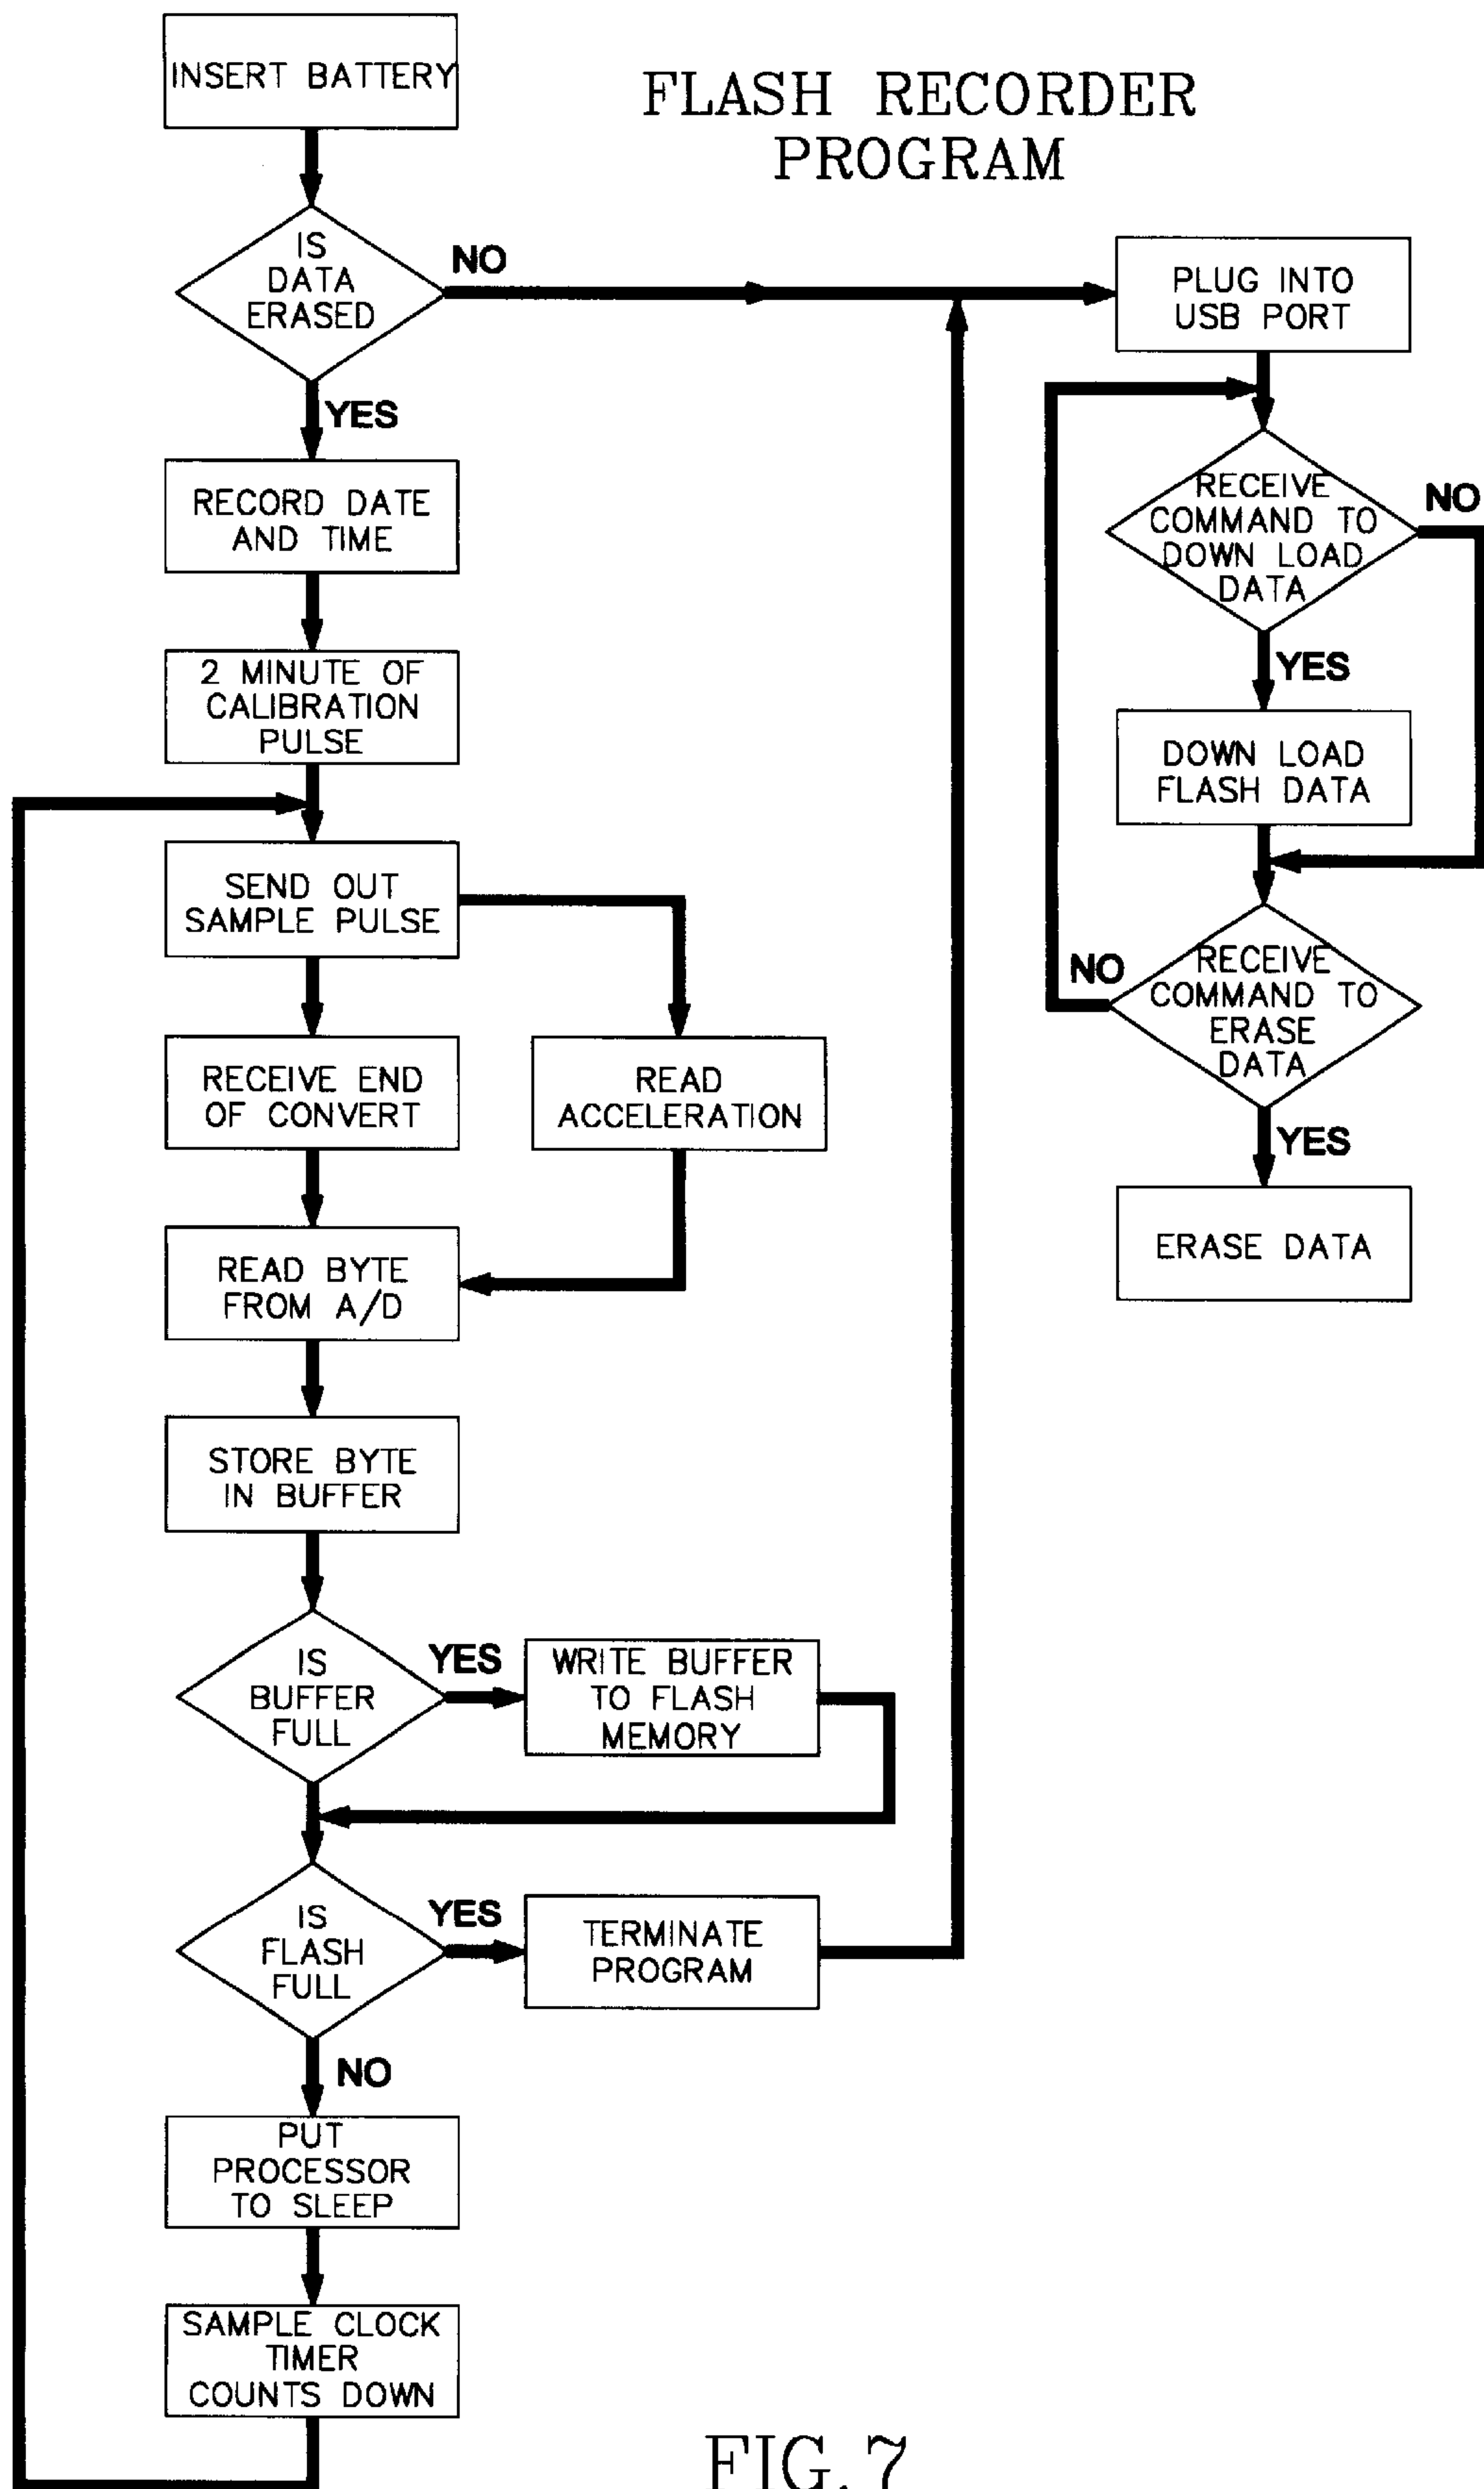 INSERT BATTERY
FLASH RECORDER
PROGRAM
IS
DATA
ERASED
NO
YES
RECORD DATE
AND TIME
2 MINUTE OF
CALIBRATION
PULSE
SEND OUT
SAMPLE PULSE
RECEIVE END
OF CONVERT
READ
ACCELERATION
READ BYTE
FROM A/D
STORE BYTE
IN BUFFER
IS
BUFFER
FULL
YES
WRITE BUFFER
TO FLASH
MEMORY
IS
FLASH
FULL
YES
TERMINATE
PROGRAM
NO
PUT
PROCESSOR
TO SLEEP
SAMPLE CLOCK
TIMER
COUNTS DOWN
PLUG INTO
USB PORT
RECEIVE
COMMAND TO
DOWN LOAD
DATA
NO
YES
DOWN LOAD
FLASH DATA
RECEIVE
COMMAND TO
ERASE
DATA
NO
YES
ERASE DATA
FIG. 7